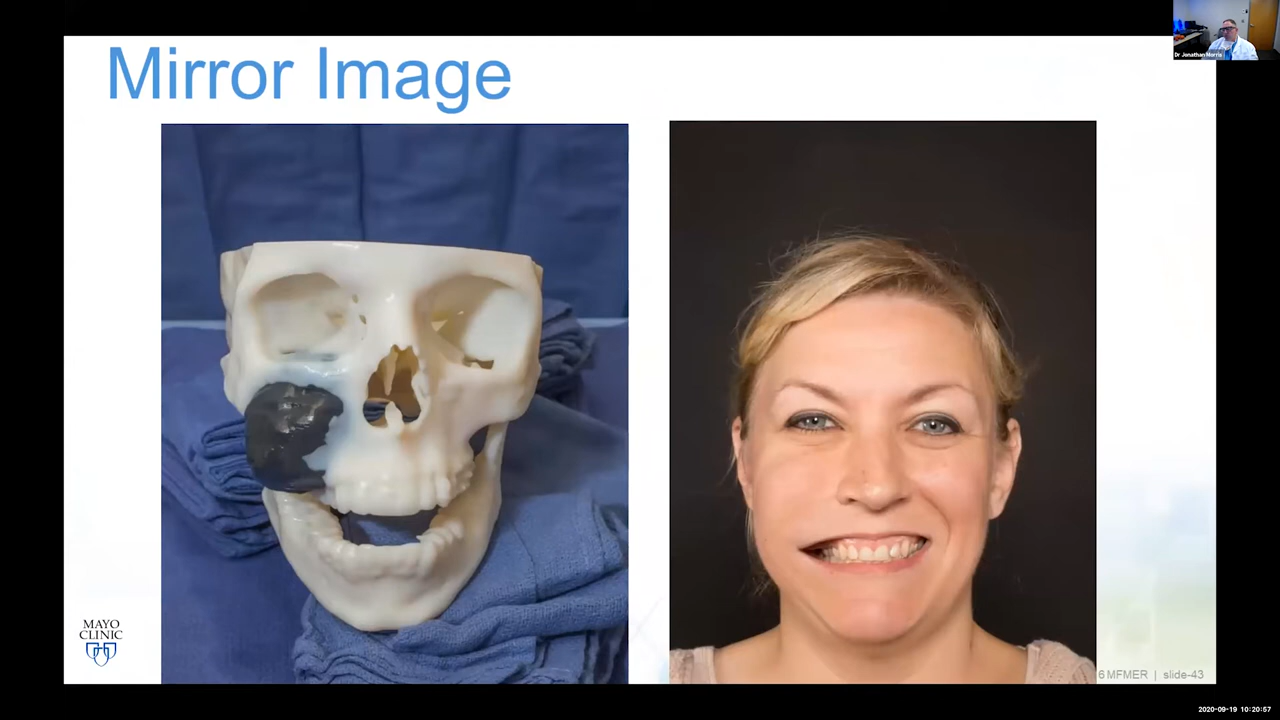 Mirror Image
Dr Jonathan Morris
MAYO
CLINIC
6 MFMER | slide-43
2020-09-19 10:20:57